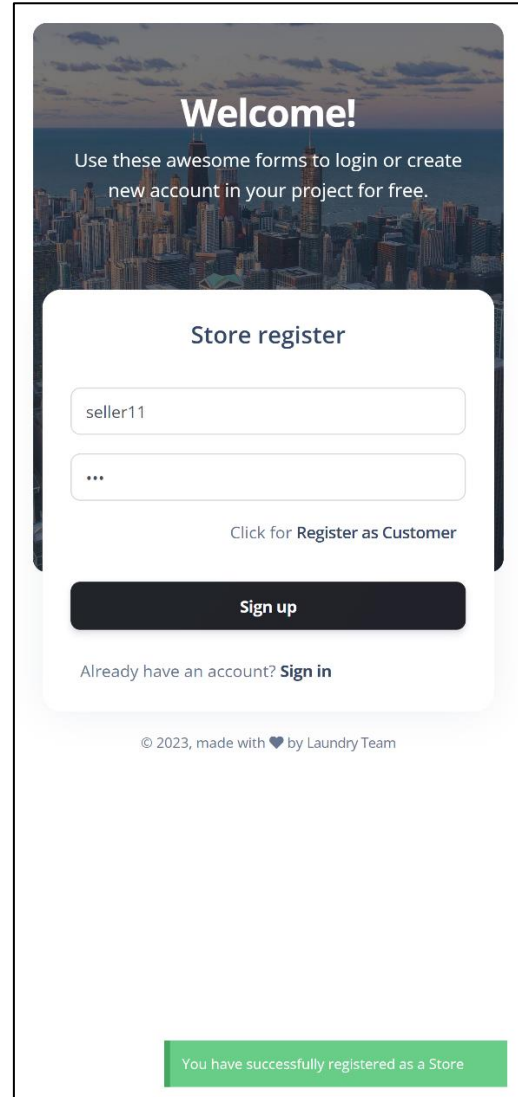 Welcome!
Use these awesome forms to login or create
new account in your project for free.
Store register
seller11
•••
Click for Register as Customer
Sign up
Already have an account? Sign in
© 2023, made with ♥ by Laundry Team
You have successfully registered as a Store